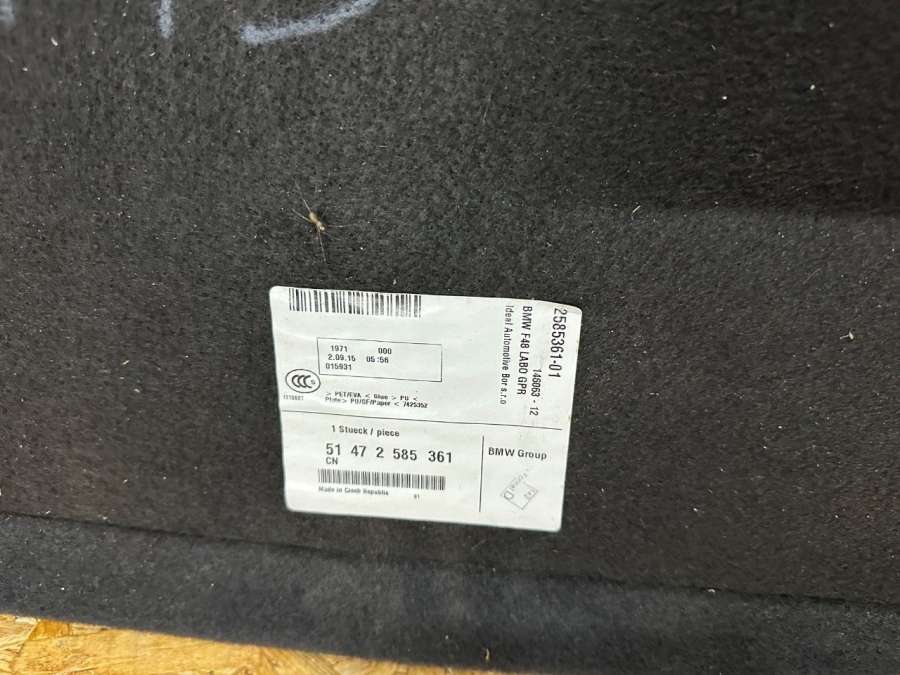 1971 000
2.09.15 05:56
015931
> PET/EVA < Glue > PU <
Plate > PU/GF/Paper < 7425352
2585361-01
146063 - 12
BMW F48 LABO GPR
Ideal Automotive Bor s.r.o
1 Stueck / piece
51 47 2 585 361
CN
Made in Czech Republic
01
BMW Group